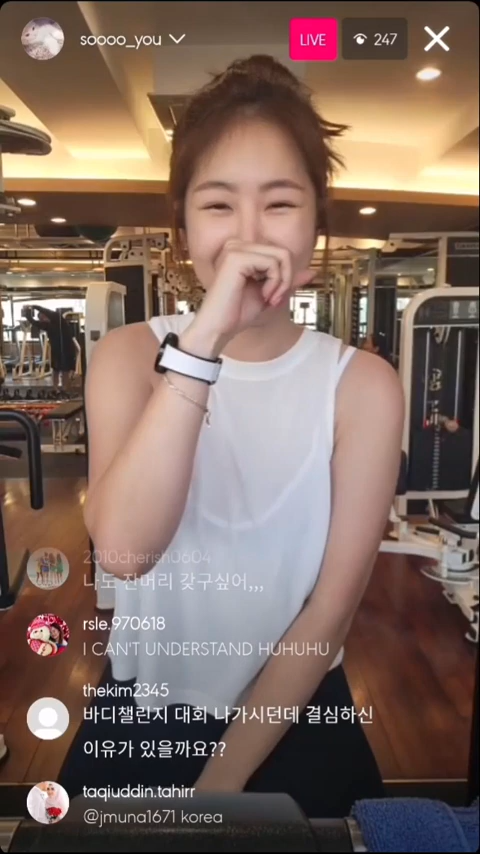 soooo_you
LIVE
247
2010cherish0604
나도 잔머리 갖구싶어,,,
rsle.970618
I CAN'T UNDERSTAND HUHUHU
thekim2345
바디챌린지 대회 나가시던데 결심하신
이유가 있을까요??
taqiuddin.tahirr
@jmuna1671 korea